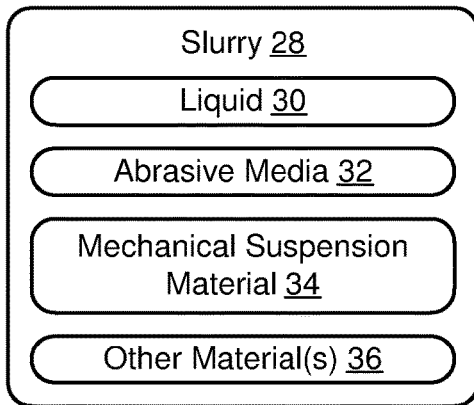 Slurry 28
Liquid 30
Abrasive Media 32
Mechanical Suspension
Material 34
Other Material(s) 36